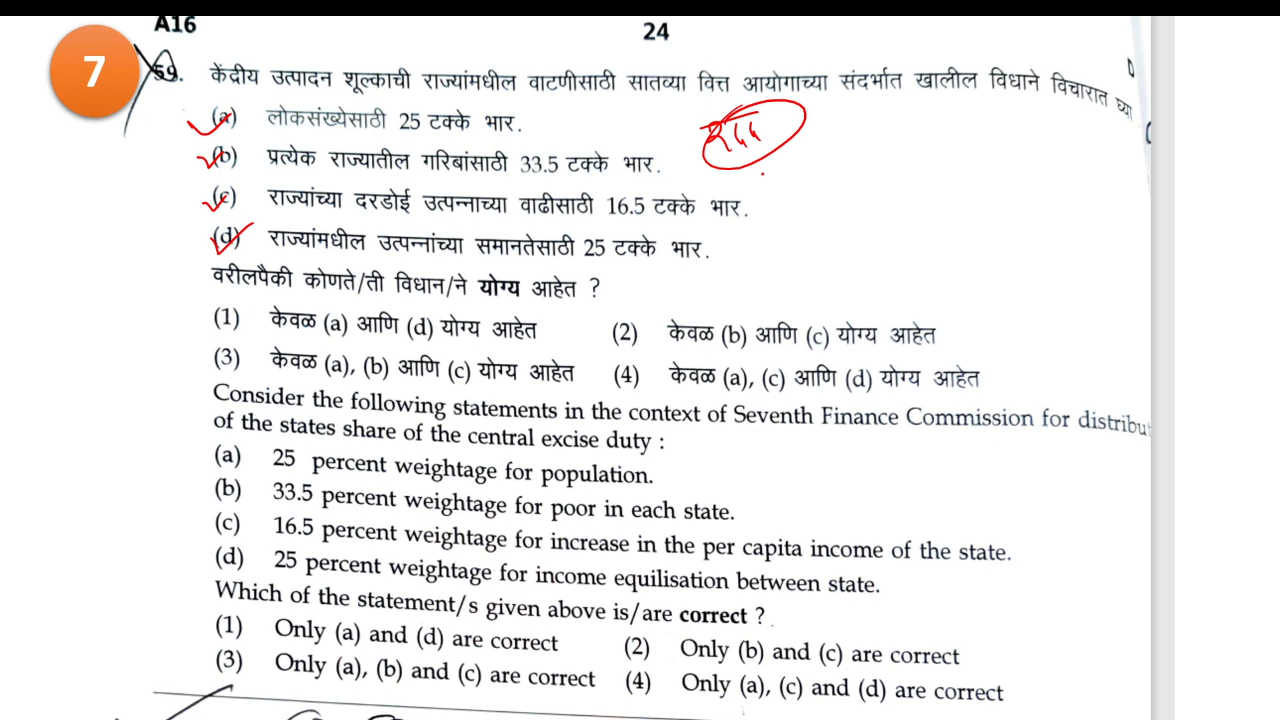 A16
24
7
59. केंद्रीय उत्पादन शूल्काची राज्यांमधील वाटणीसाठी सातव्या वित्त आयोगाच्या संदर्भात खालील विधाने विचारात घ्या
(a) लोकसंख्येसाठी 25 टक्के भार.
(b) प्रत्येक राज्यातील गरिबांसाठी 33.5 टक्के भार.
(c) राज्यांच्या दरडोई उत्पन्नाच्या वाढीसाठी 16.5 टक्के भार.
(d) राज्यांमधील उत्पन्नांच्या समानतेसाठी 25 टक्के भार.
वरीलपैकी कोणते/ती विधान/ने योग्य आहेत ?
(1) केवळ (a) आणि (d) योग्य आहेत (2) केवळ (b) आणि (c) योग्य आहेत
(3) केवळ (a), (b) आणि (c) योग्य आहेत (4) केवळ (a), (c) आणि (d) योग्य आहेत
Consider the following statements in the context of Seventh Finance Commission for distribu
of the states share of the central excise duty :
(a) 25 percent weightage for population.
(b) 33.5 percent weightage for poor in each state.
(c) 16.5 percent weightage for increase in the per capita income of the state.
(d) 25 percent weightage for income equilisation between state.
Which of the statement/s given above is/are correct ?
(1) Only (a) and (d) are correct (2) Only (b) and (c) are correct
(3) Only (a), (b) and (c) are correct (4) Only (a), (c) and (d) are correct